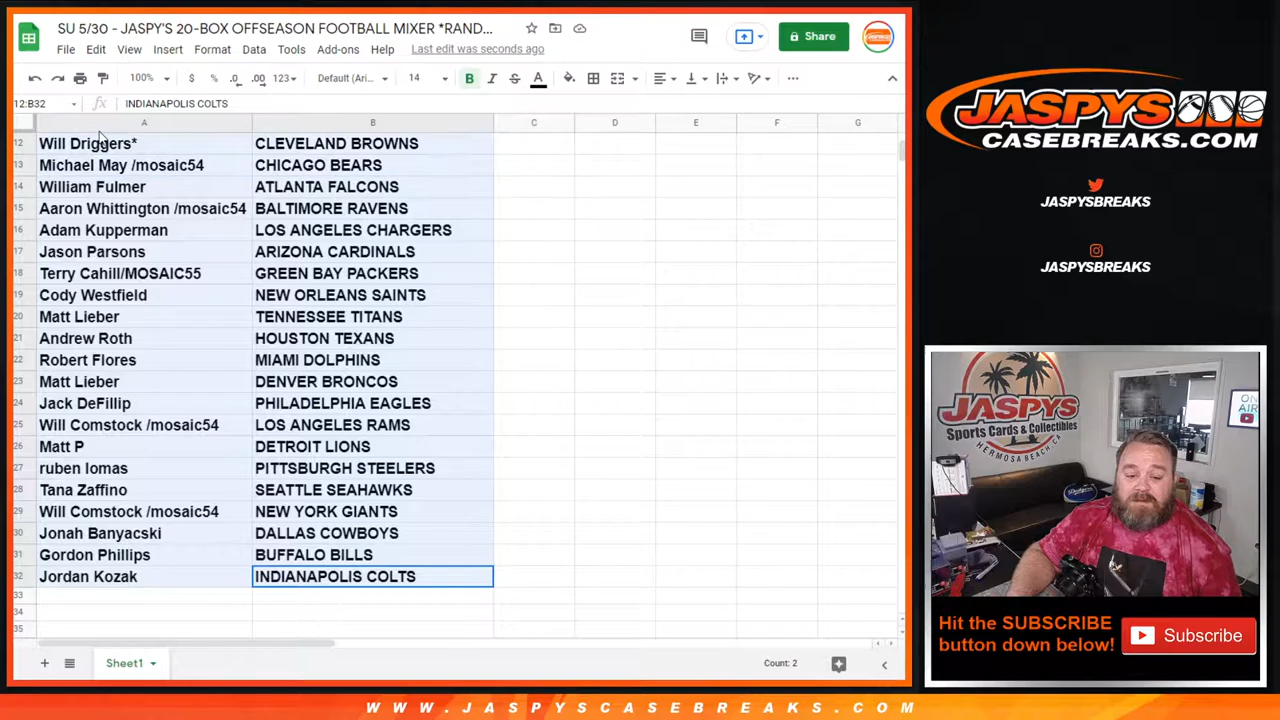 SU 5/30 - JASPY'S 20-BOX OFFSEASON FOOTBALL MIXER *RAND...
File Edit View Insert Format Data Tools Add-ons Help Last edit was seconds ago
Share
100% $ % .0 .00 123 Default (Ari... 14 B I S A
12:B32 fx INDIANAPOLIS COLTS
A B C D E F G
12 Will Driggers* CLEVELAND BROWNS
13 Michael May /mosaic54 CHICAGO BEARS
14 William Fulmer ATLANTA FALCONS
15 Aaron Whittington /mosaic54 BALTIMORE RAVENS
16 Adam Kupperman LOS ANGELES CHARGERS
17 Jason Parsons ARIZONA CARDINALS
18 Terry Cahill/MOSAIC55 GREEN BAY PACKERS
19 Cody Westfield NEW ORLEANS SAINTS
20 Matt Lieber TENNESSEE TITANS
21 Andrew Roth HOUSTON TEXANS
22 Robert Flores MIAMI DOLPHINS
23 Matt Lieber DENVER BRONCOS
24 Jack DeFillip PHILADELPHIA EAGLES
25 Will Comstock /mosaic54 LOS ANGELES RAMS
26 Matt P DETROIT LIONS
27 ruben lomas PITTSBURGH STEELERS
28 Tana Zaffino SEATTLE SEAHAWKS
29 Will Comstock /mosaic54 NEW YORK GIANTS
30 Jonah Banyacski DALLAS COWBOYS
31 Gordon Phillips BUFFALO BILLS
32 Jordan Kozak INDIANAPOLIS COLTS
33
34
35
Sheet1
Count: 2
JASPYS
CASEBREAKS.COM
JASPYSBREAKS
JASPYSBREAKS
JASPYS
Sports Cards & Collectibles
HERMOSA BEACH, CA
ON
AIR
Hit the SUBSCRIBE
button down below!
Subscribe
WWW.JASPYSCASEBREAKS.COM